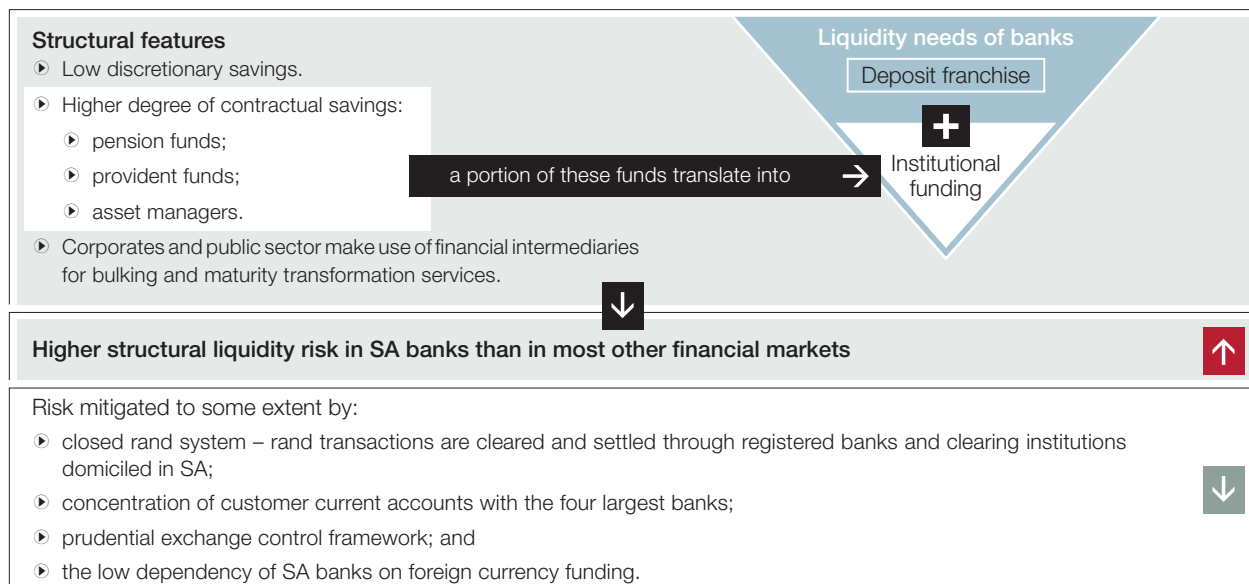 Structural features
Low discretionary savings.
Higher degree of contractual savings:
pension funds;
provident funds;
asset managers.
Corporates and public sector make use of financial intermediaries
for bulking and maturity transformation services.
a portion of these funds translate into
Liquidity needs of banks
Deposit franchise
+
Institutional
funding
Higher structural liquidity risk in SA banks than in most other financial markets
Risk mitigated to some extent by:
closed rand system – rand transactions are cleared and settled through registered banks and clearing institutions
domiciled in SA;
concentration of customer current accounts with the four largest banks;
prudential exchange control framework; and
the low dependency of SA banks on foreign currency funding.